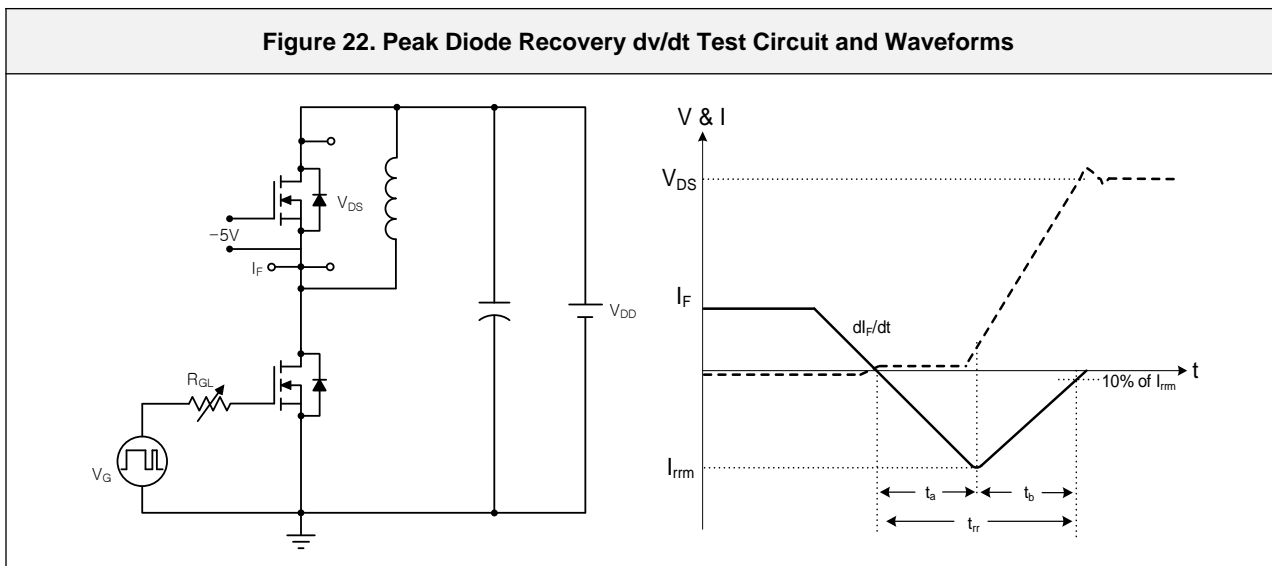 Figure 22. Peak Diode Recovery dv/dt Test Circuit and Waveforms
V_DS
−5V
I_F
V_DD
R_GL
V_G
V & I
V_DS
I_F
dI_F/dt
t
10% of I_rrm
I_rrm
t_a
t_b
t_rr